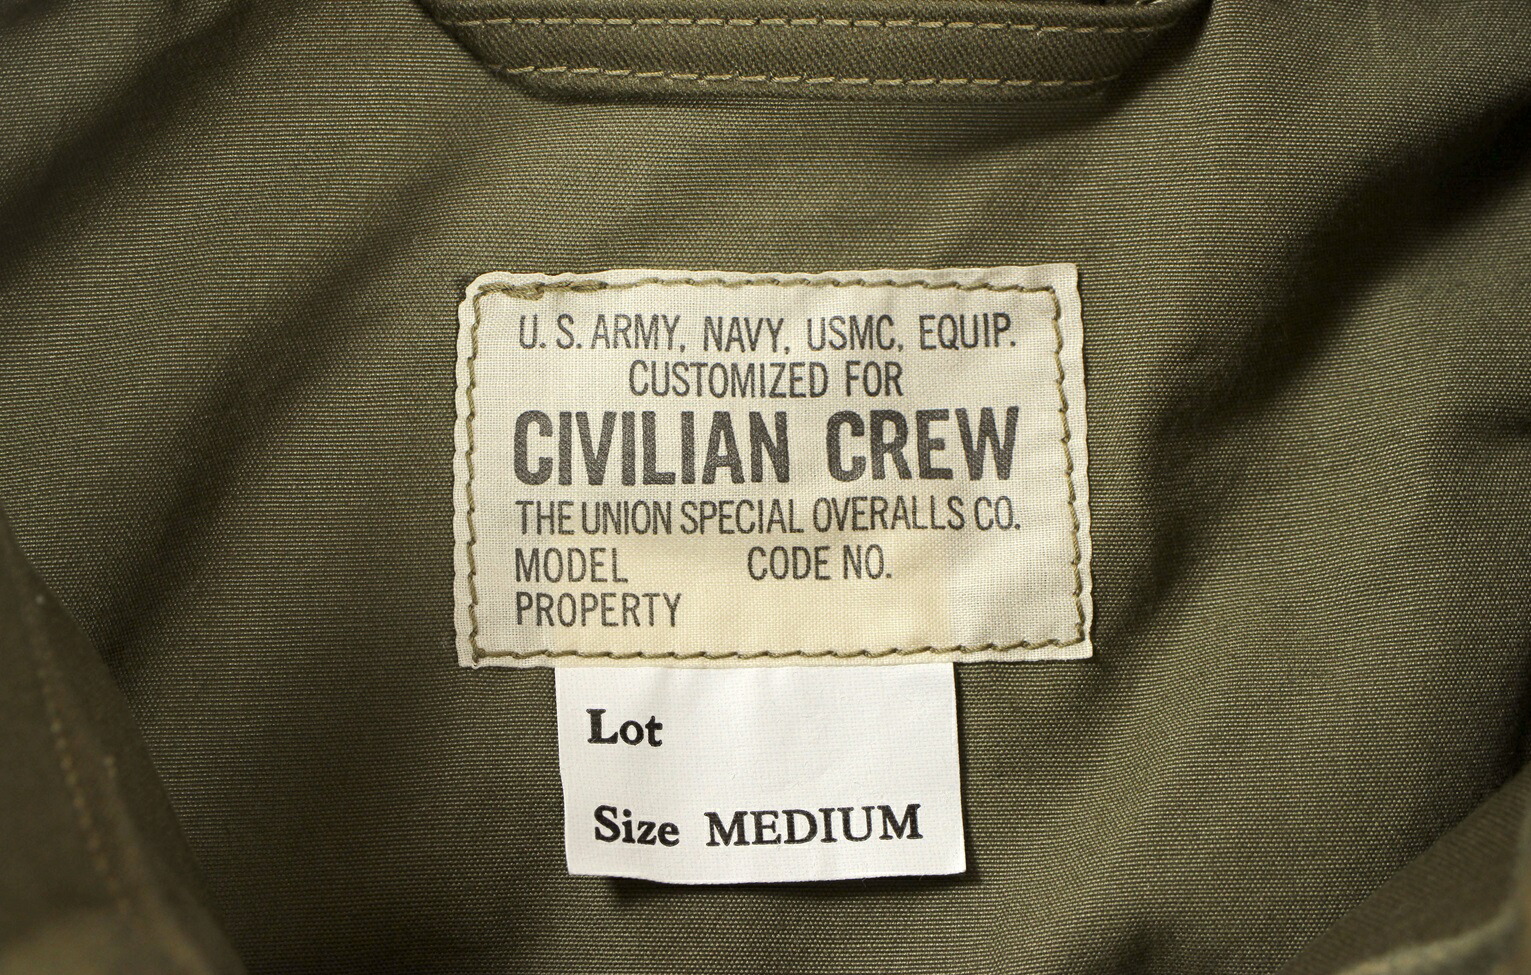 U. S. ARMY, NAVY, USMC, EQUIP.
CUSTOMIZED FOR
CIVILIAN CREW
THE UNION SPECIAL OVERALLS CO.
MODEL CODE NO.
PROPERTY
Lot
Size MEDIUM